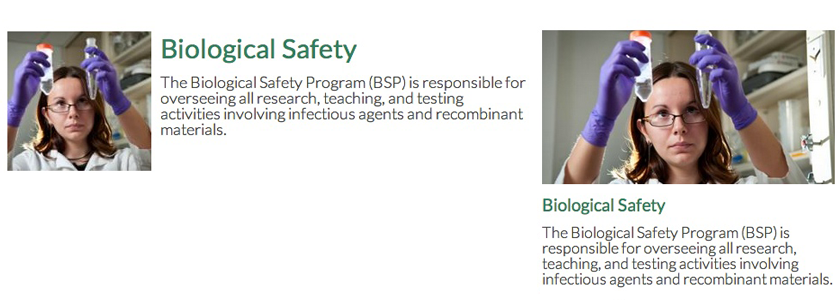 Biological Safety
The Biological Safety Program (BSP) is responsible for
overseeing all research, teaching, and testing
activities involving infectious agents and recombinant
materials.
Biological Safety
The Biological Safety Program (BSP) is
responsible for overseeing all research,
teaching, and testing activities involving
infectious agents and recombinant materials.